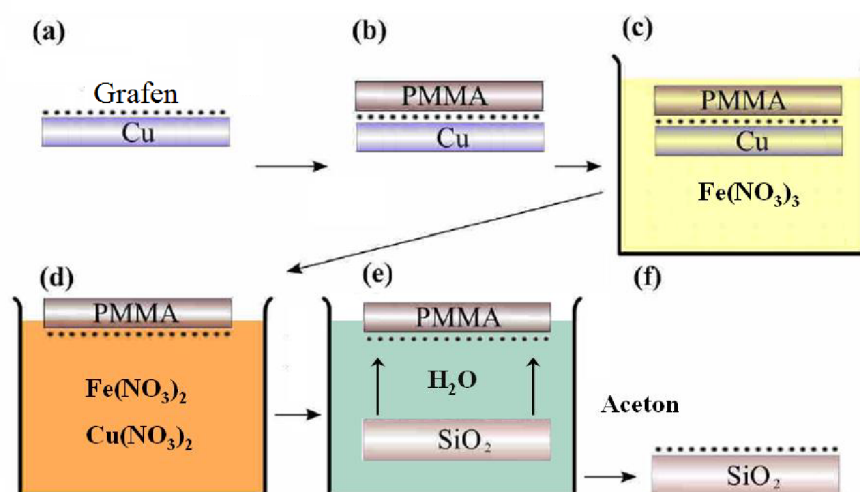 (a)
Grafen
Cu
(b)
PMMA
Cu
(c)
PMMA
Cu
Fe(NO₃)₃
(d)
PMMA
Fe(NO₃)₂
Cu(NO₃)₂
(e)
PMMA
H₂O
SiO₂
(f)
Aceton
SiO₂